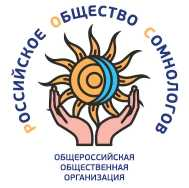 Российское Общество Сомнологов
ОБЩЕРОССИЙСКАЯ
ОБЩЕСТВЕННАЯ
ОРГАНИЗАЦИЯ